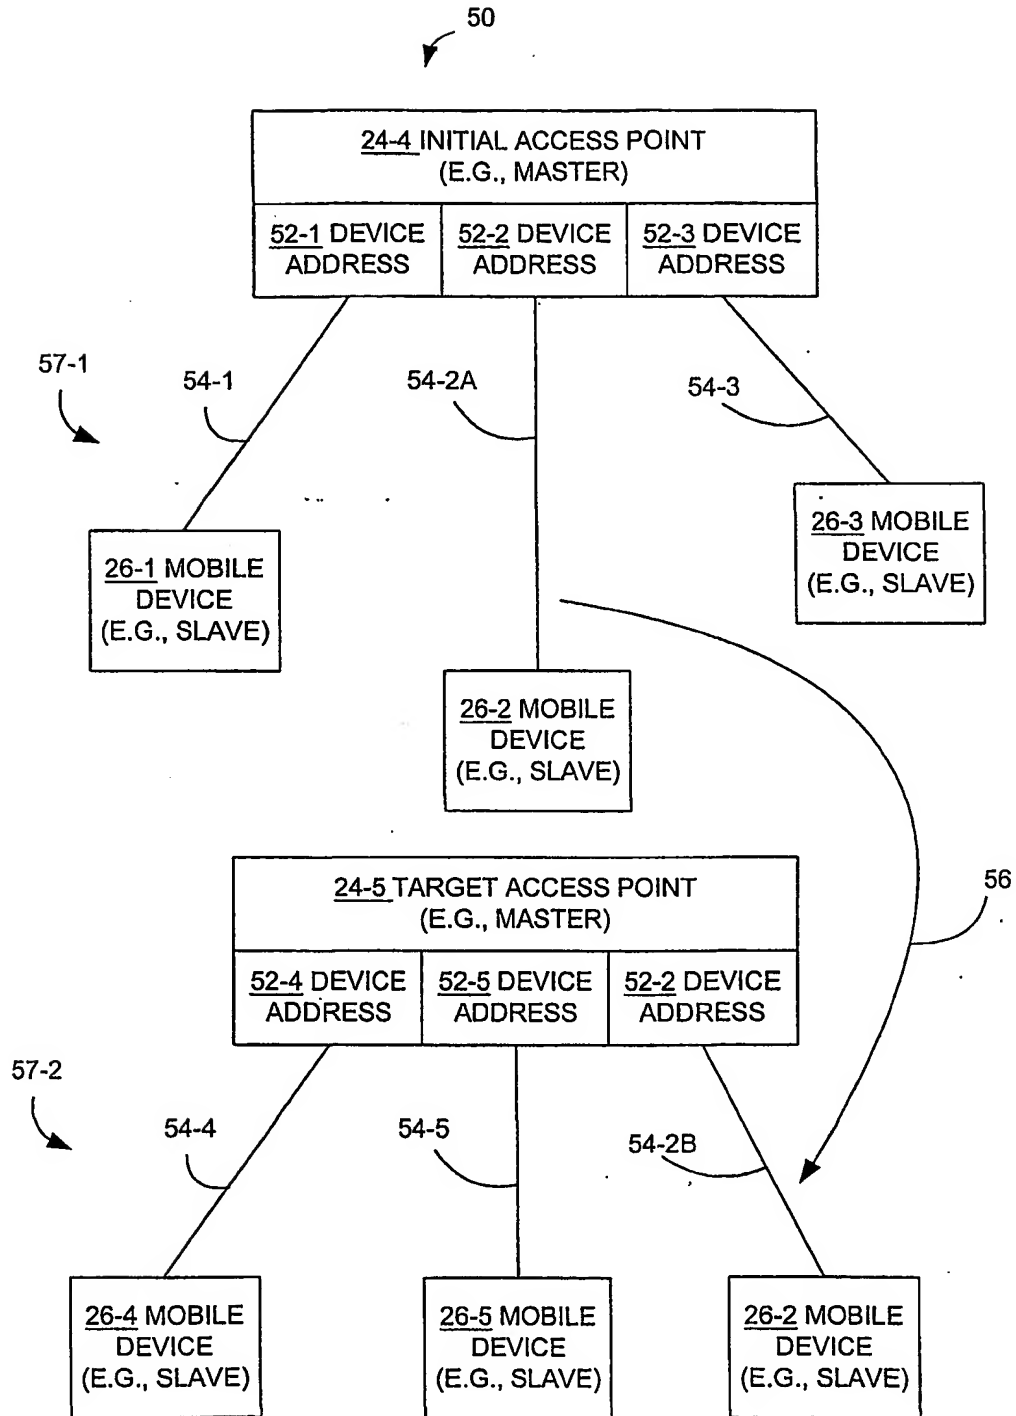 50
24-4 INITIAL ACCESS POINT
(E.G., MASTER)
52-1 DEVICE
ADDRESS
52-2 DEVICE
ADDRESS
52-3 DEVICE
ADDRESS
57-1
54-1
54-2A
54-3
26-1 MOBILE
DEVICE
(E.G., SLAVE)
26-3 MOBILE
DEVICE
(E.G., SLAVE)
26-2 MOBILE
DEVICE
(E.G., SLAVE)
24-5 TARGET ACCESS POINT
(E.G., MASTER)
56
52-4 DEVICE
ADDRESS
52-5 DEVICE
ADDRESS
52-2 DEVICE
ADDRESS
57-2
54-4
54-5
54-2B
26-4 MOBILE
DEVICE
(E.G., SLAVE)
26-5 MOBILE
DEVICE
(E.G., SLAVE)
26-2 MOBILE
DEVICE
(E.G., SLAVE)